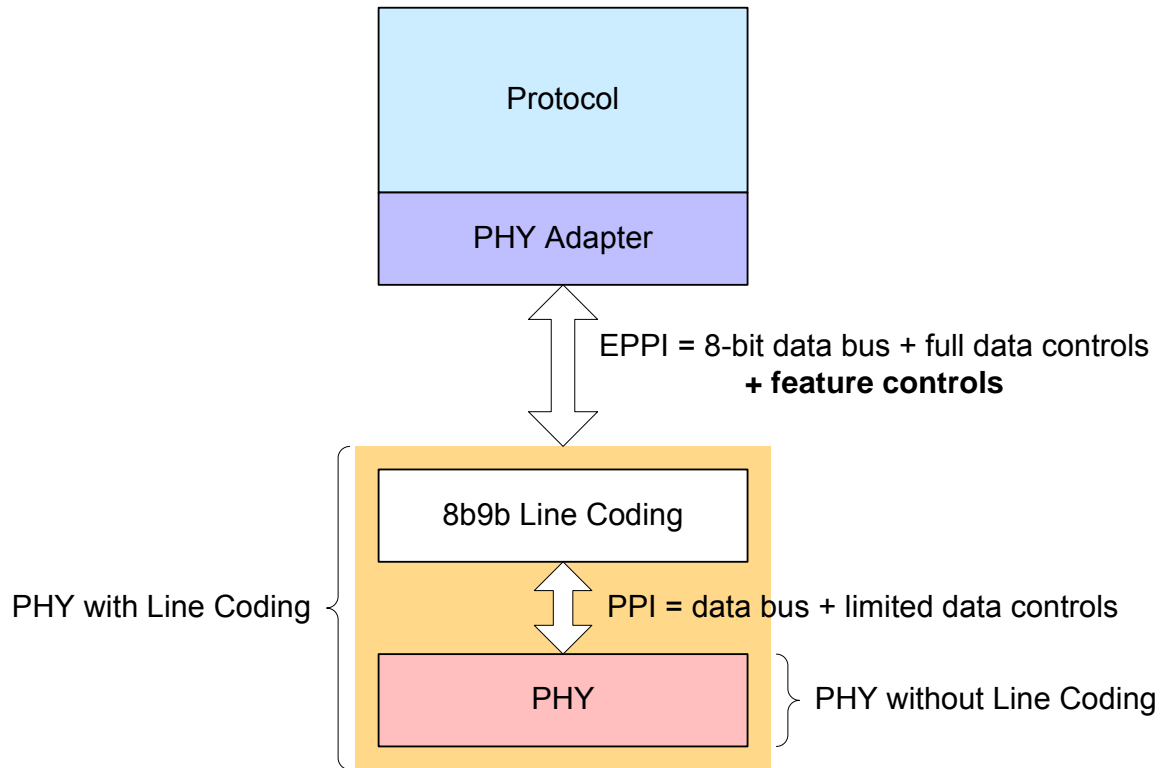 Protocol
PHY Adapter
EPPI = 8-bit data bus + full data controls
+ feature controls
8b9b Line Coding
PHY with Line Coding
PPI = data bus + limited data controls
PHY
PHY without Line Coding